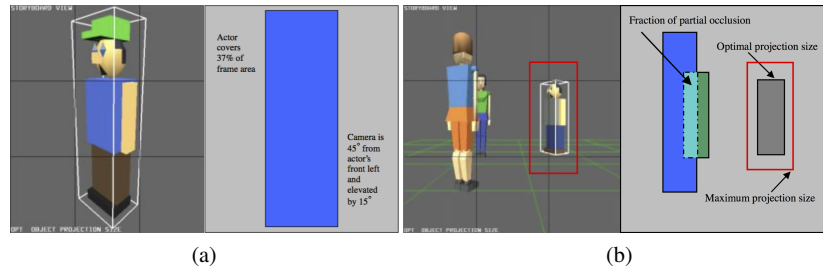 STORYBOARD VIEW
Actor
covers
37% of
frame area
Camera is
45° from
actor's
front left
and
elevated
by 15°
OPT OBJECT PROJECTION SIZE
(a)
STORYBOARD VIEW
Fraction of partial occlusion
Optimal projection size
Maximum projection size
OPT OBJECT PROJECTION SIZE
(b)